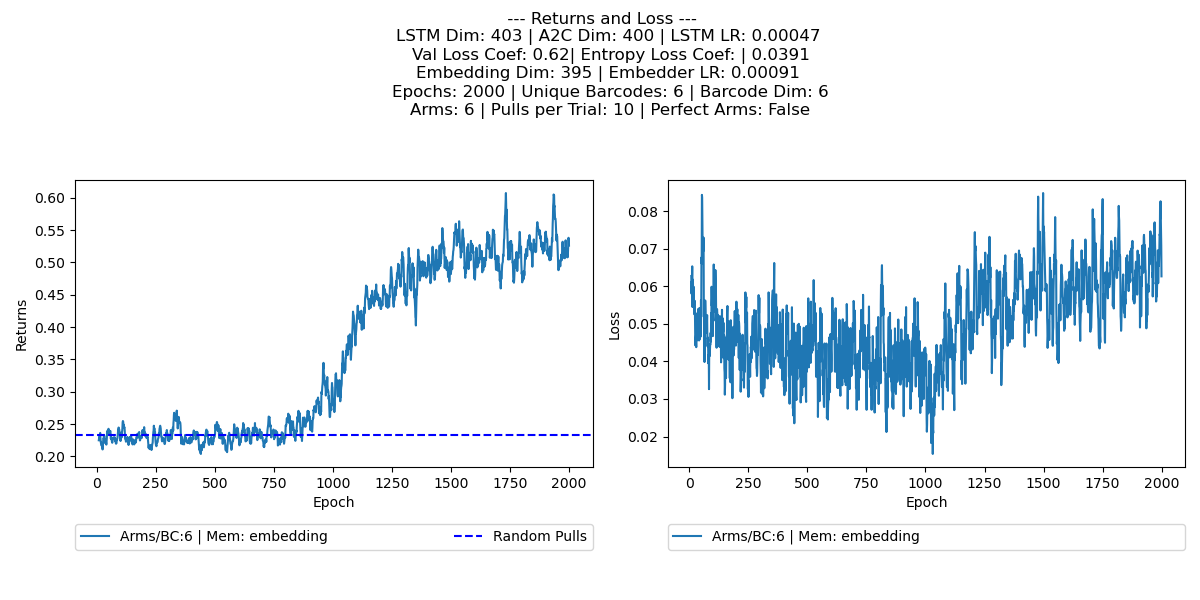 --- Returns and Loss ---
LSTM Dim: 403 | A2C Dim: 400 | LSTM LR: 0.00047
Val Loss Coef: 0.62| Entropy Loss Coef: | 0.0391
Embedding Dim: 395 | Embedder LR: 0.00091
Epochs: 2000 | Unique Barcodes: 6 | Barcode Dim: 6
Arms: 6 | Pulls per Trial: 10 | Perfect Arms: False
Returns
0.60
0.55
0.50
0.45
0.40
0.35
0.30
0.25
0.20
0 250 500 750 1000 1250 1500 1750 2000
Epoch
Arms/BC:6 | Mem: embedding
Random Pulls
Loss
0.08
0.07
0.06
0.05
0.04
0.03
0.02
0 250 500 750 1000 1250 1500 1750 2000
Epoch
Arms/BC:6 | Mem: embedding